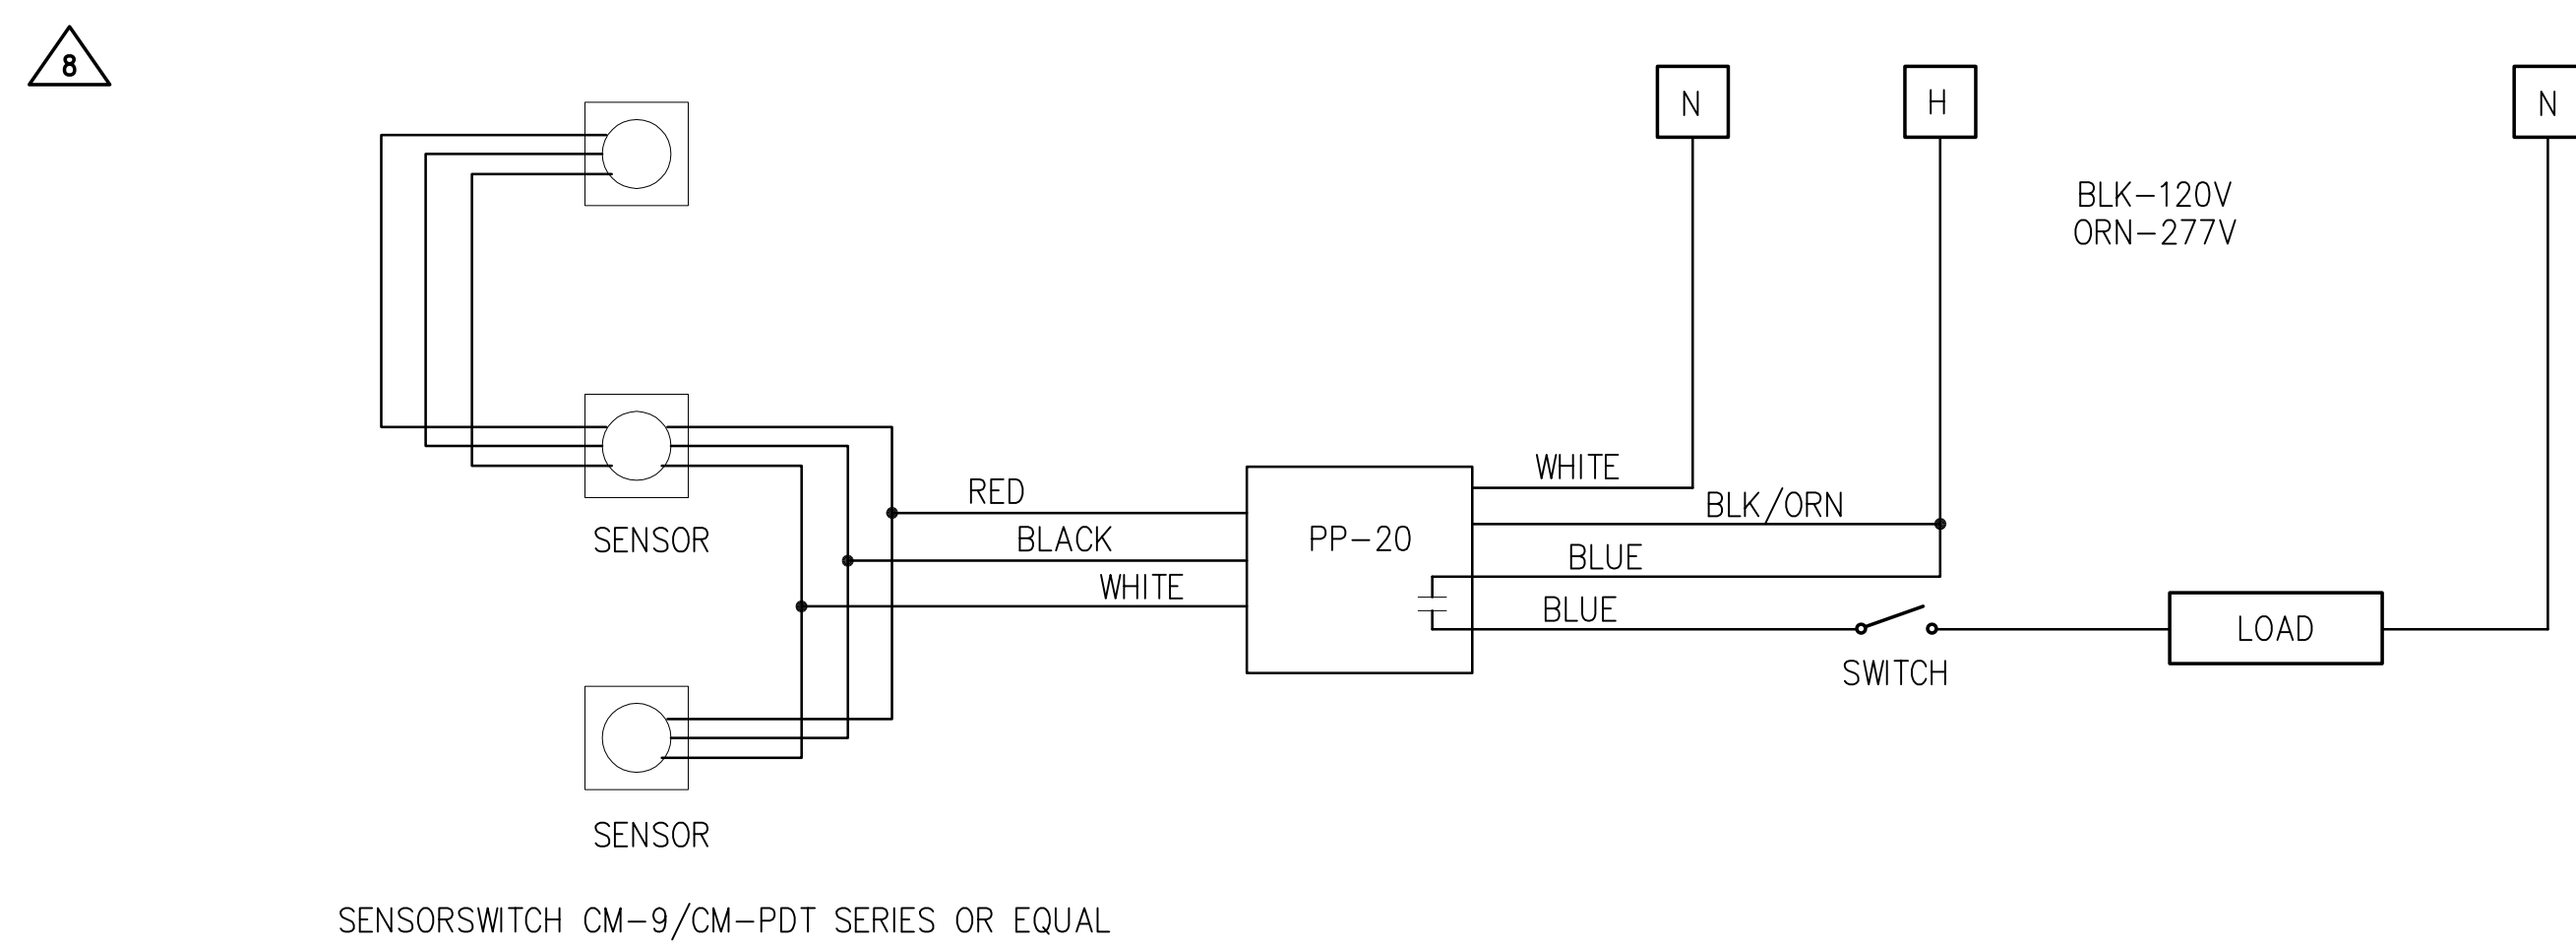 8
N
H
N
BLK-120V
ORN-277V
WHITE
RED
BLK/ORN
BLACK
PP-20
BLUE
WHITE
BLUE
SENSOR
LOAD
SWITCH
SENSOR
SENSORSWITCH CM-9/CM-PDT SERIES OR EQUAL